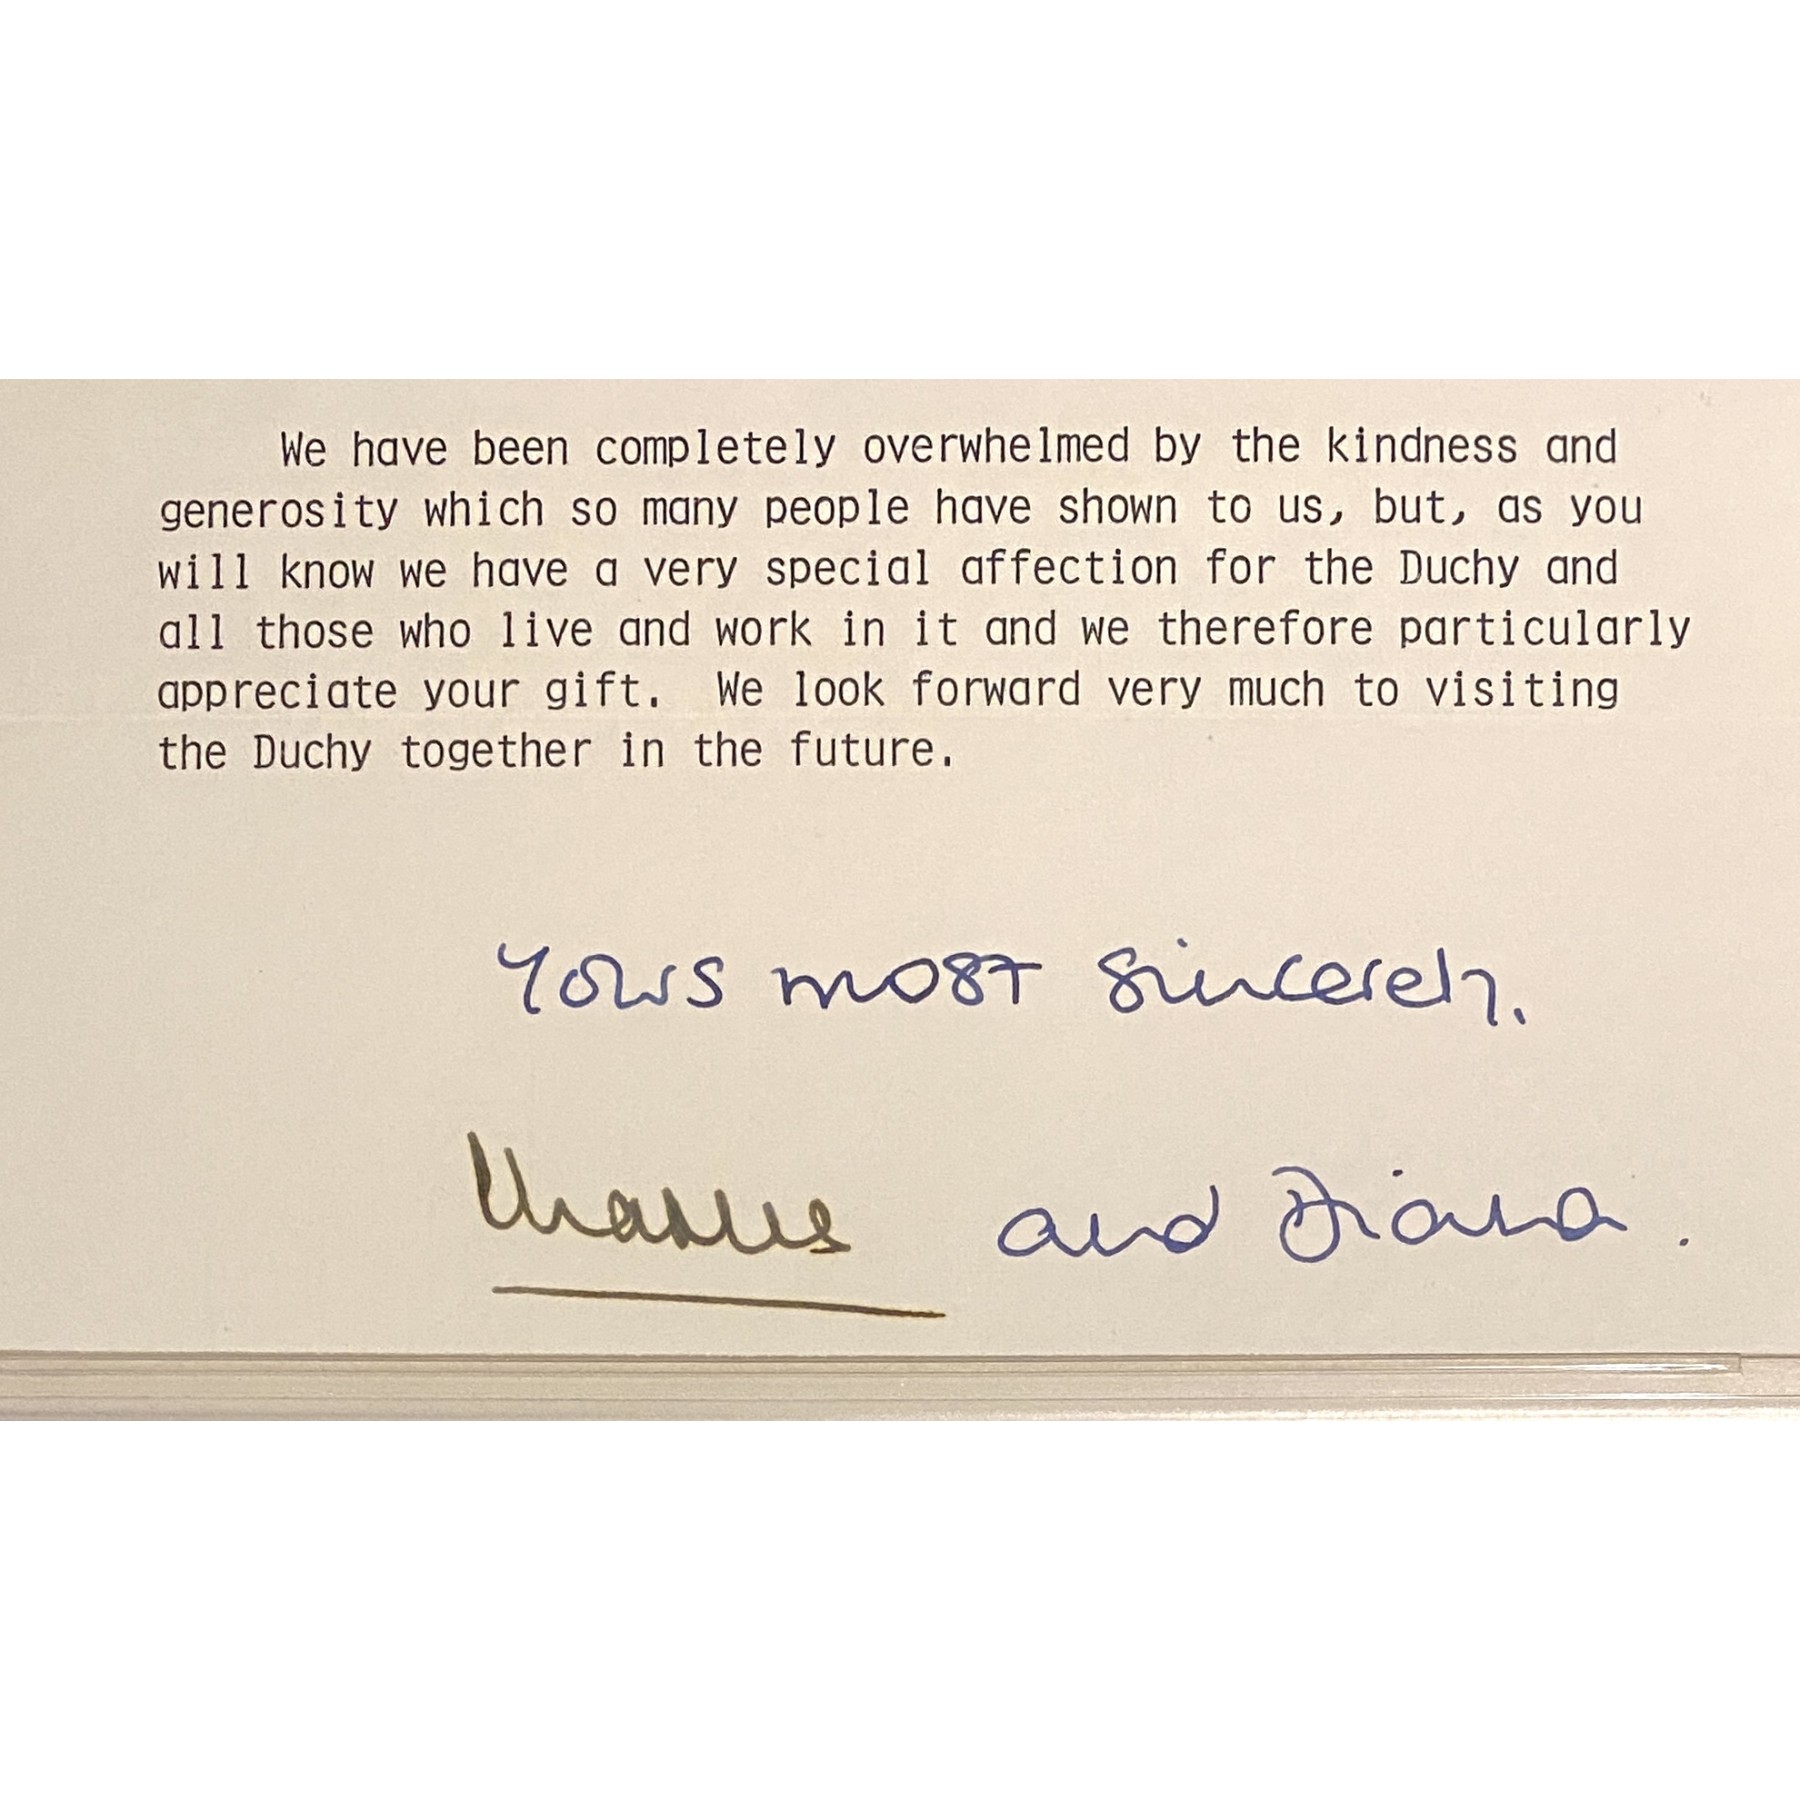 We have been completely overwhelmed by the kindness and
generosity which so many people have shown to us, but, as you
will know we have a very special affection for the Duchy and
all those who live and work in it and we therefore particularly
appreciate your gift. We look forward very much to visiting
the Duchy together in the future.
Yours most sincerely.
Charles and Diana.